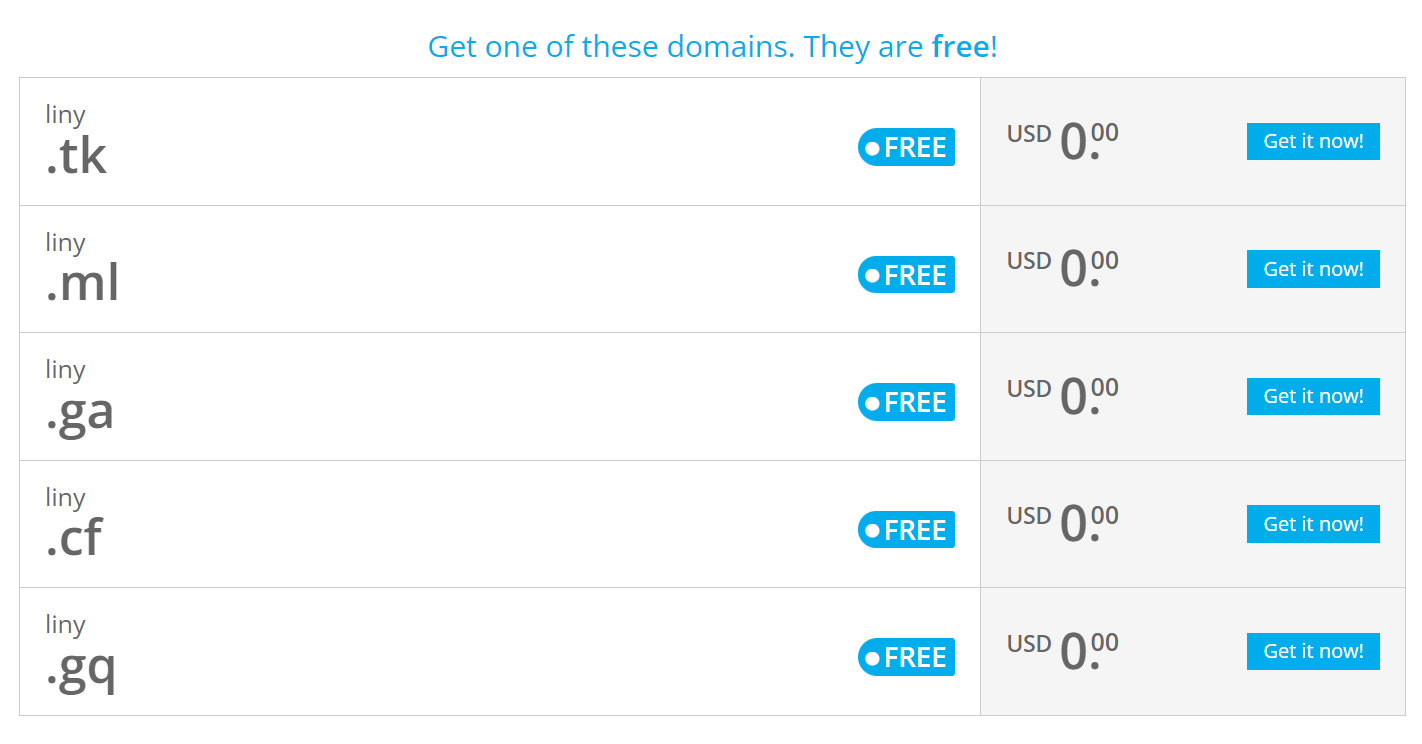 Get one of these domains. They are free!
liny
.tk
FREE
USD 0.00
Get it now!
liny
.ml
FREE
USD 0.00
Get it now!
liny
.ga
FREE
USD 0.00
Get it now!
liny
.cf
FREE
USD 0.00
Get it now!
liny
.gq
FREE
USD 0.00
Get it now!